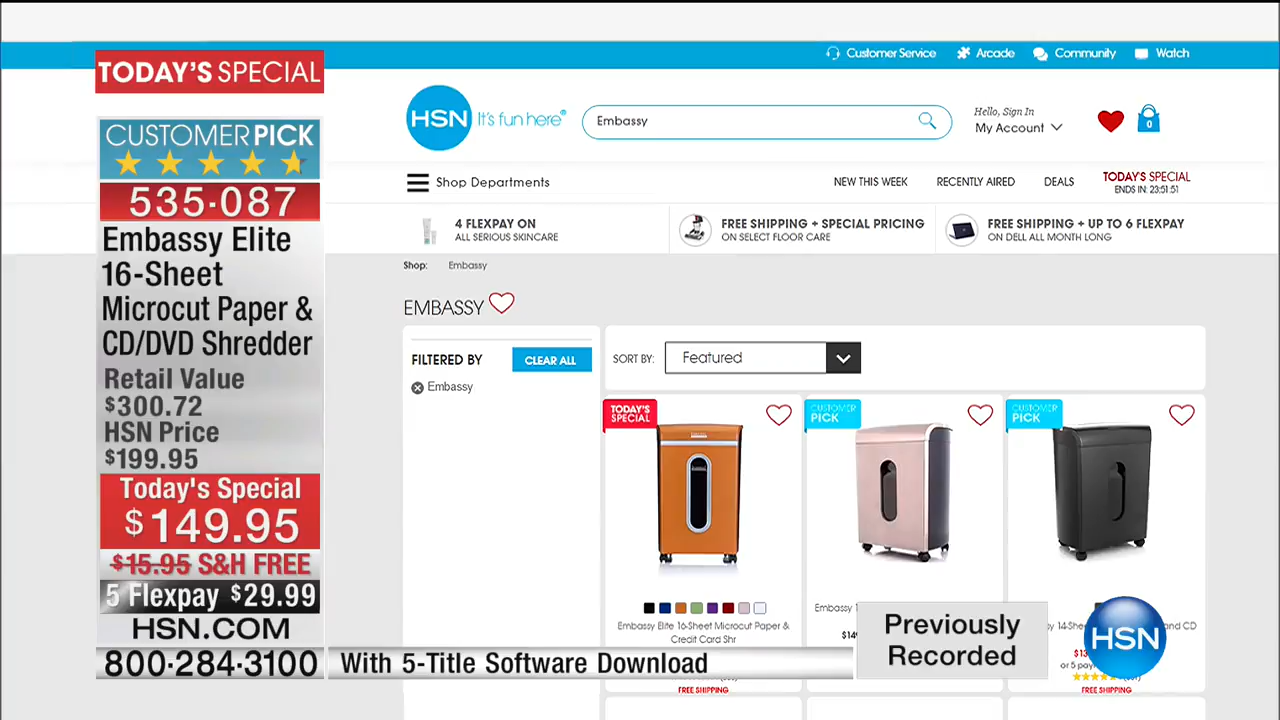 TODAY'S SPECIAL
CUSTOMER PICK
535-087
Embassy Elite
16-Sheet
Microcut Paper &
CD/DVD Shredder
Retail Value
$300.72
HSN Price
$199.95
Today's Special
$149.95
$15.95 S&H FREE
5 Flexpay $29.99
HSN.COM
800-284-3100
With 5-Title Software Download
Customer Service
Arcade
Community
Watch
HSN It's fun here®
Embassy
Hello, Sign In
My Account
0
Shop Departments
NEW THIS WEEK
RECENTLY AIRED
DEALS
TODAY'S SPECIAL
ENDS IN: 23:51:51
4 FLEXPAY ON
ALL SERIOUS SKINCARE
FREE SHIPPING + SPECIAL PRICING
ON SELECT FLOOR CARE
FREE SHIPPING + UP TO 6 FLEXPAY
ON DELL ALL MONTH LONG
Shop: Embassy
EMBASSY
FILTERED BY
CLEAR ALL
Embassy
SORT BY: Featured
TODAY'S
SPECIAL
Embassy Elite 16-Sheet Microcut Paper &
Credit Card Shr
FREE SHIPPING
CUSTOMER
PICK
Embassy
CUSTOMER
PICK
14-Shee
and CD
or 5 pay
FREE SHIPPING
Previously
Recorded
HSN